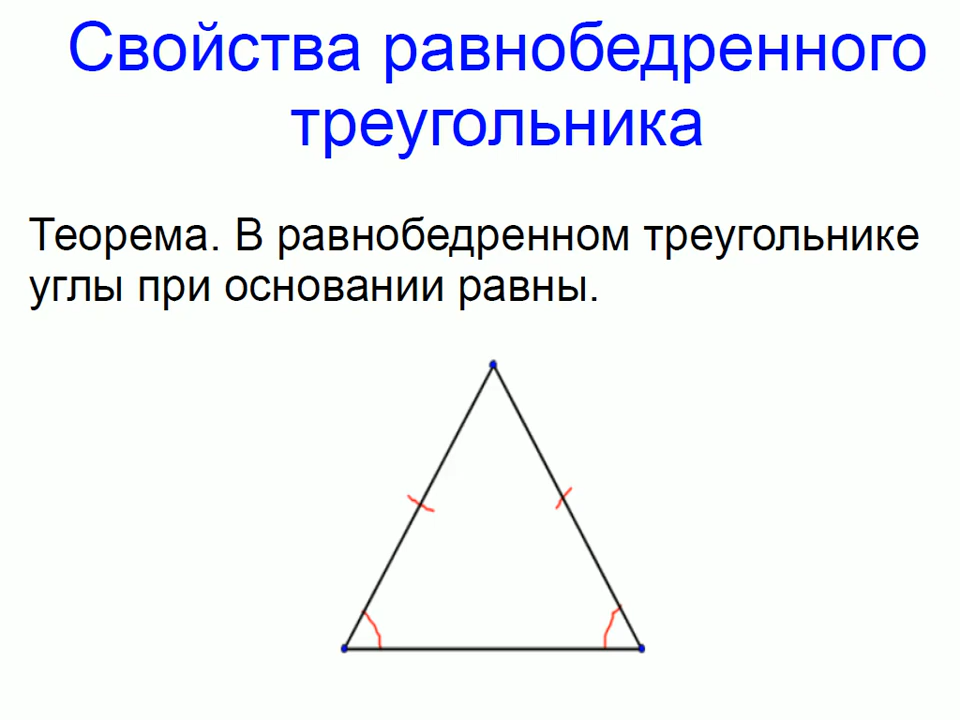 Свойства равнобедренного
треугольника
Теорема. В равнобедренном треугольнике
углы при основании равны.